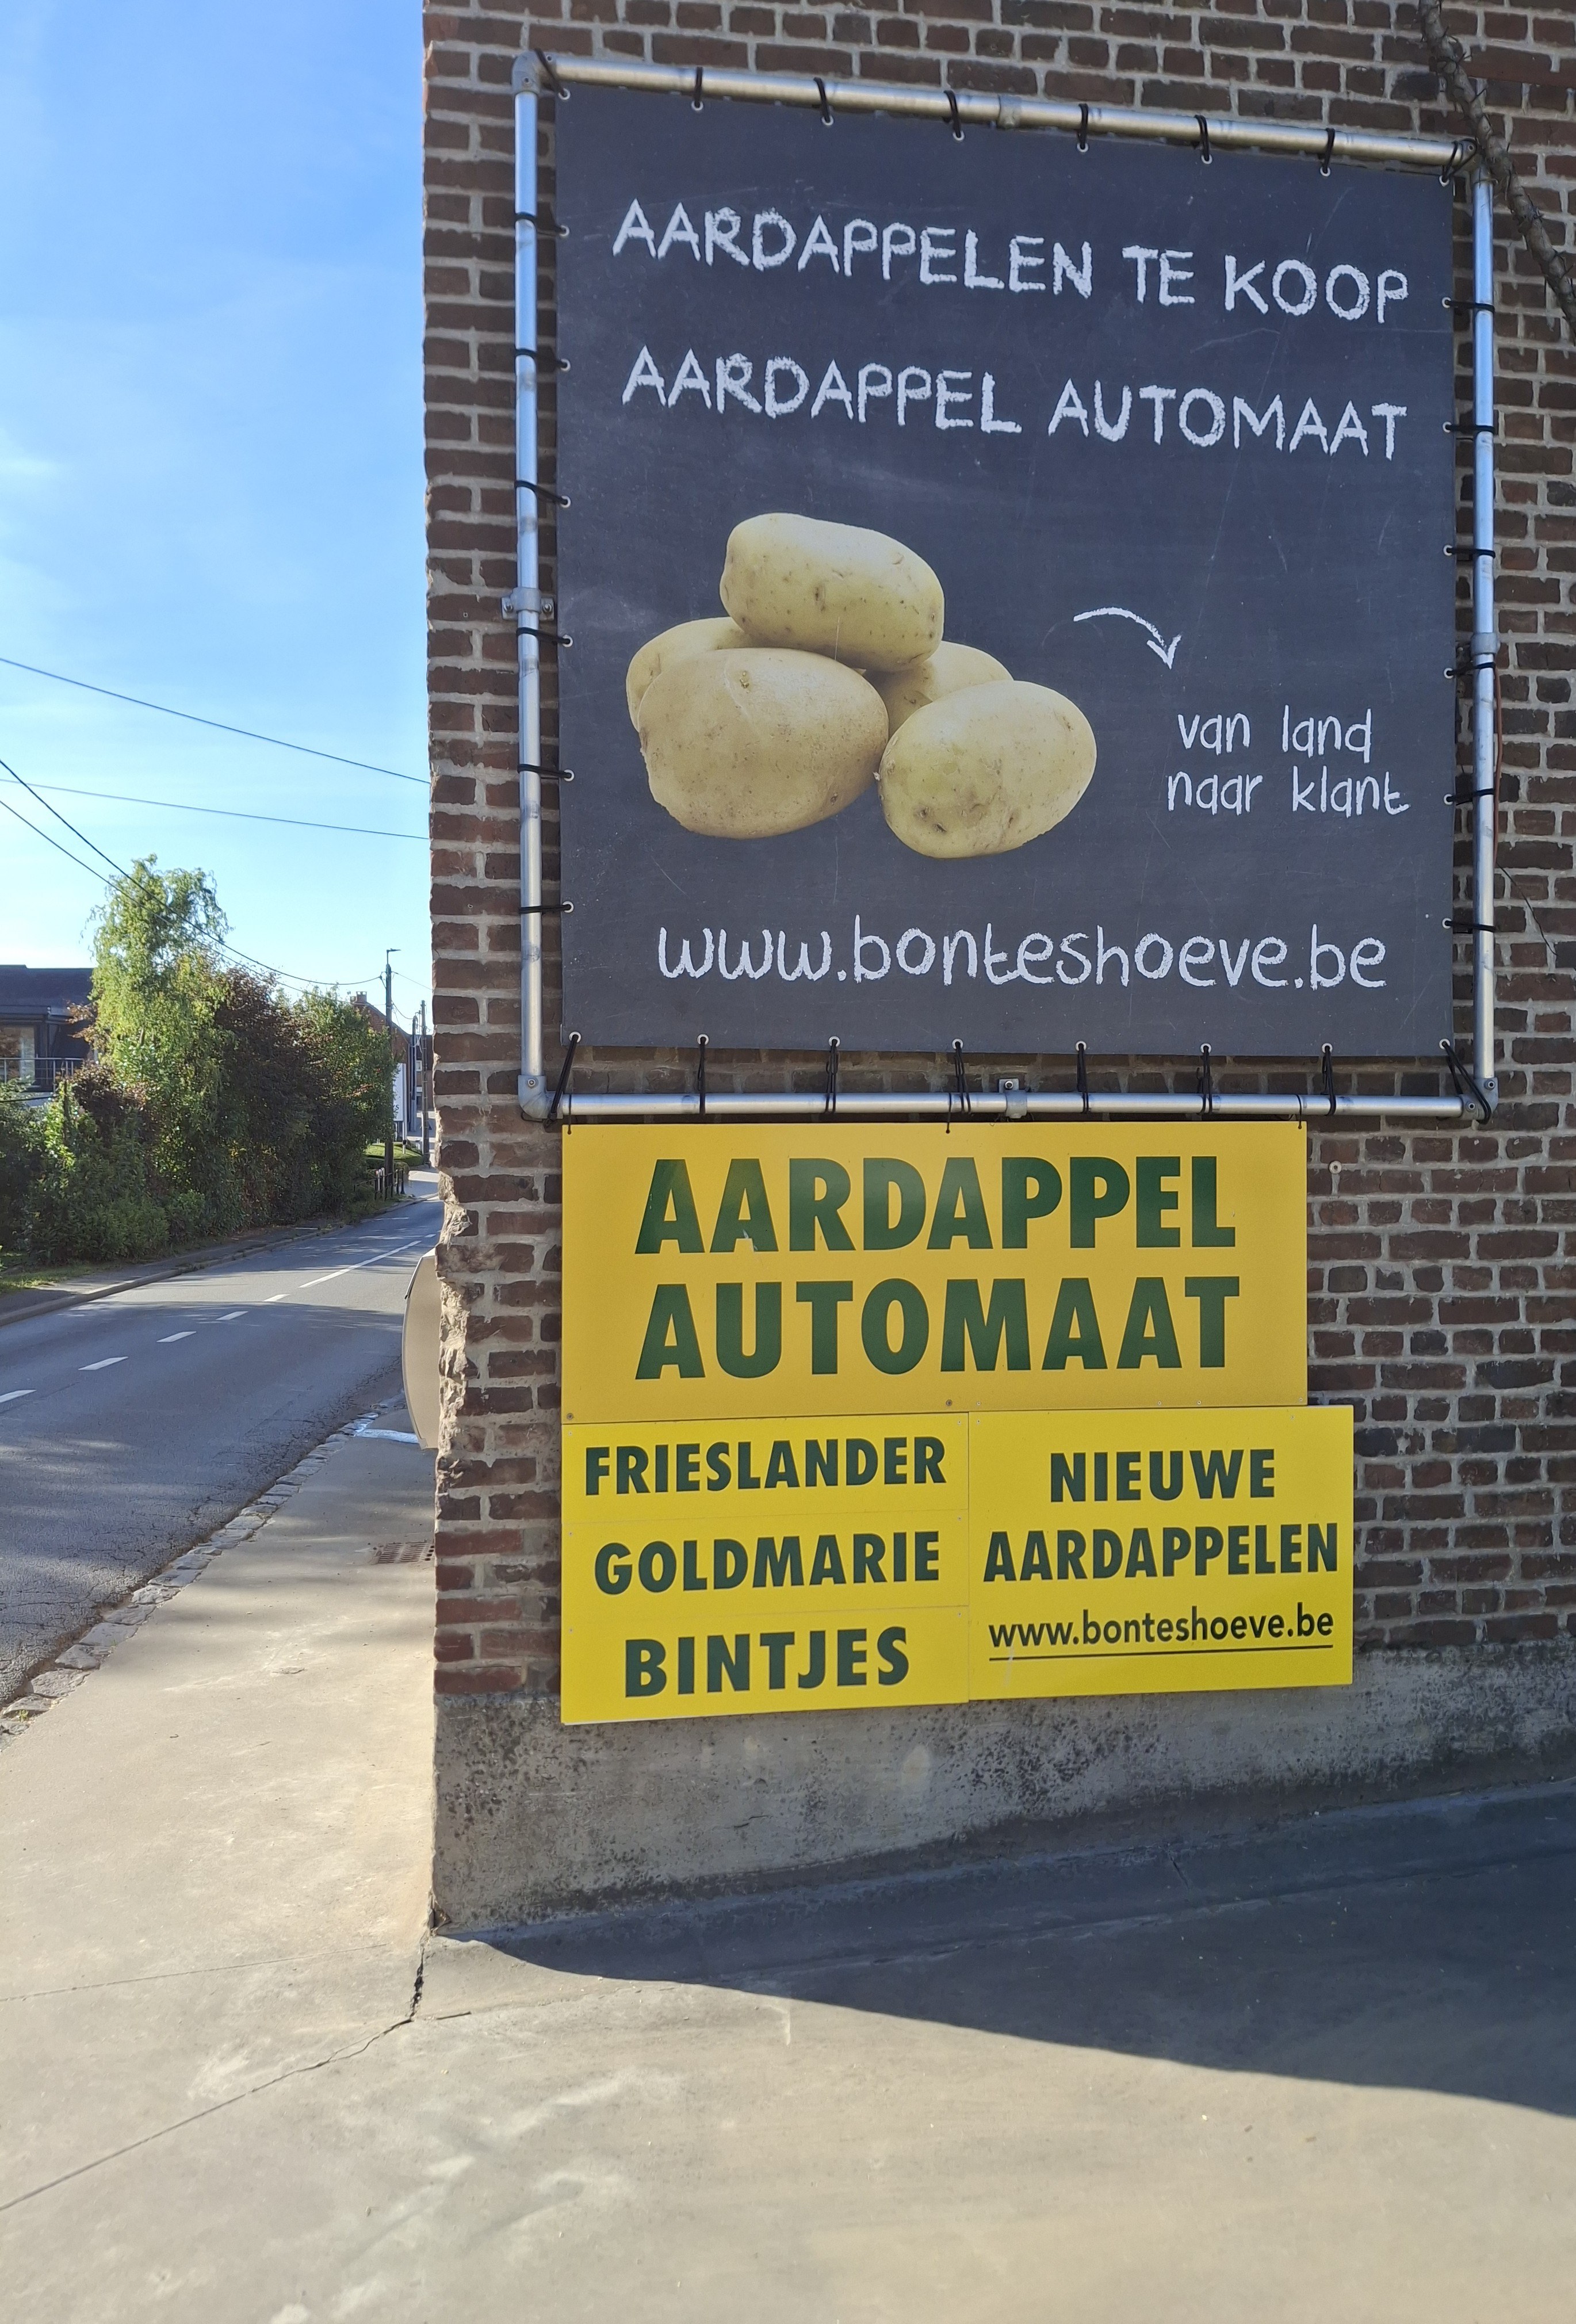 AARDAPPELEN TE KOOP
AARDAPPEL AUTOMAAT
van land
naar klant
www.bonteshoeve.be
AARDAPPEL
AUTOMAAT
FRIESLANDER
GOLDMARIE
BINTJES
NIEUWE
AARDAPPELEN
www.bonteshoeve.be